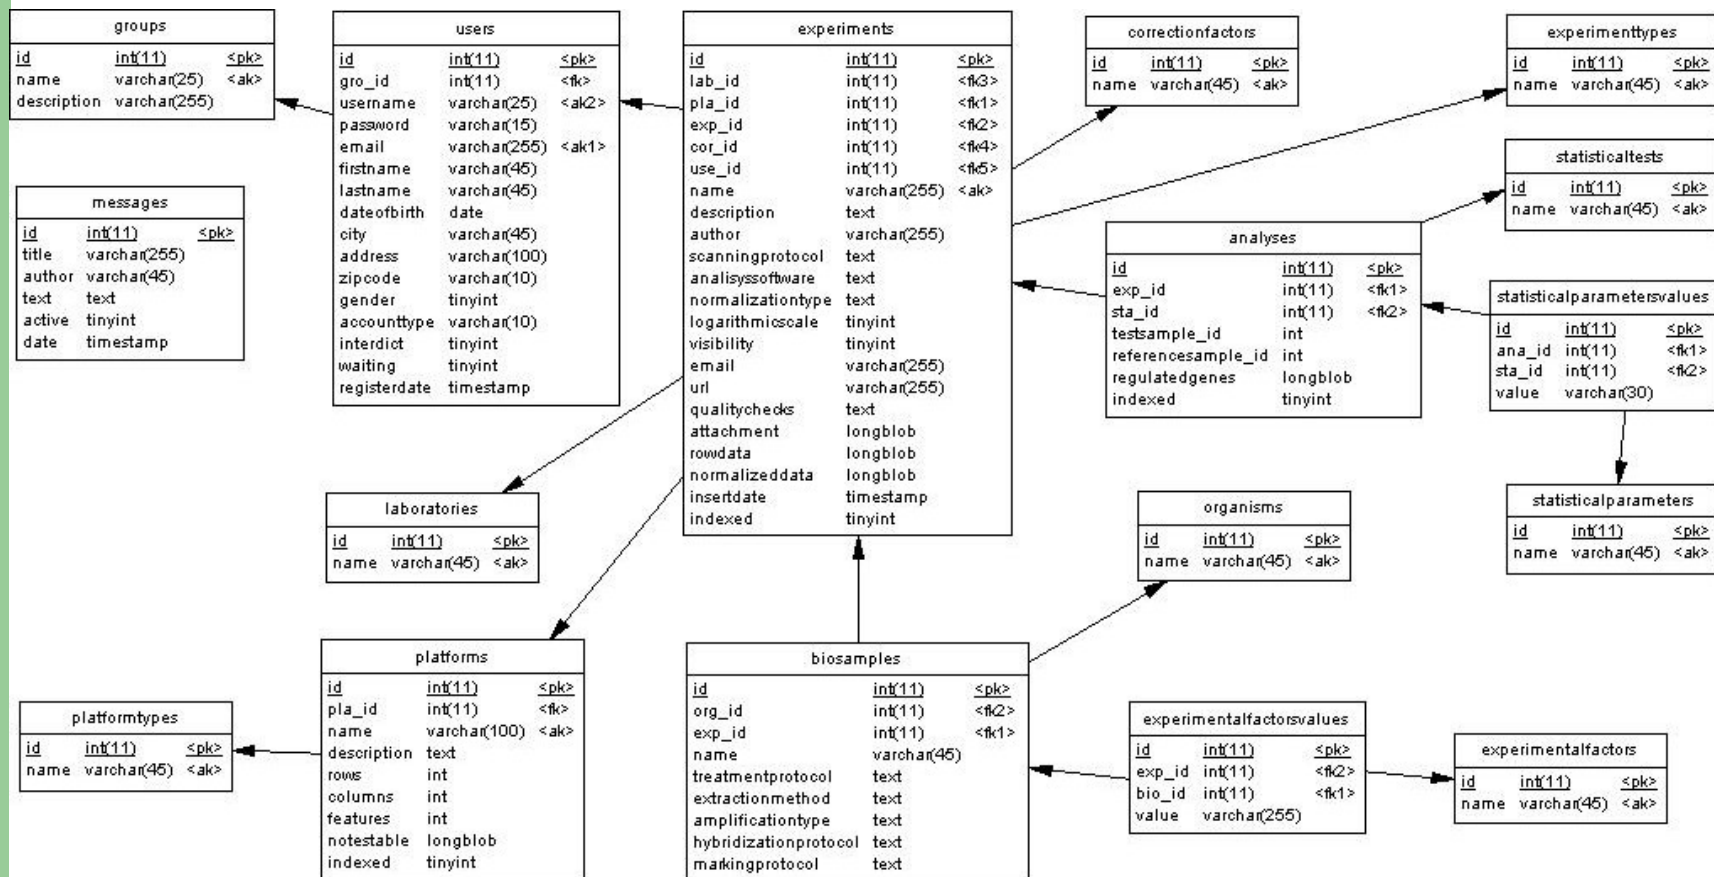 groups
id int(11) <pk>
name varchar(25) <ak>
description varchar(255)
users
id int(11) <pk>
gro_id int(11) <fk>
username varchar(25) <ak2>
password varchar(15)
email varchar(255) <ak1>
firstname varchar(45)
lastname varchar(45)
dateofbirth date
city varchar(45)
address varchar(100)
zipcode varchar(10)
gender tinyint
accounttype varchar(10)
interdict tinyint
waiting tinyint
registerdate timestamp
experiments
id int(11) <pk>
lab_id int(11) <fk3>
pla_id int(11) <fk1>
exp_id int(11) <fk2>
cor_id int(11) <fk4>
use_id int(11) <fk5>
name varchar(255) <ak>
description text
author varchar(255)
scanningprotocol text
analisyssoftware text
normalizationtype text
logarithmicscale tinyint
visibility tinyint
email varchar(255)
url varchar(255)
qualitychecks text
attachment longblob
rowdata longblob
normalizeddata longblob
insertdate timestamp
indexed tinyint
correctionfactors
id int(11) <pk>
name varchar(45) <ak>
experimenttypes
id int(11) <pk>
name varchar(45) <ak>
statisticaltests
id int(11) <pk>
name varchar(45) <ak>
messages
id int(11) <pk>
title varchar(255)
author varchar(45)
text text
active tinyint
date timestamp
analyses
id int(11) <pk>
exp_id int(11) <fk1>
sta_id int(11) <fk2>
testsample_id int
referencesample_id int
regulatedgenes longblob
indexed tinyint
statisticalparametersvalues
id int(11) <pk>
ana_id int(11) <fk1>
sta_id int(11) <fk2>
value varchar(30)
laboratories
id int(11) <pk>
name varchar(45) <ak>
organisms
id int(11) <pk>
name varchar(45) <ak>
statisticalparameters
id int(11) <pk>
name varchar(45) <ak>
platforms
id int(11) <pk>
pla_id int(11) <fk>
name varchar(100) <ak>
description text
rows int
columns int
features int
notestable longblob
indexed tinyint
biosamples
id int(11) <pk>
org_id int(11) <fk2>
exp_id int(11) <fk1>
name varchar(45)
treatmentprotocol text
extractionmethod text
amplificationtype text
hybridizationprotocol text
markingprotocol text
platformtypes
id int(11) <pk>
name varchar(45) <ak>
experimentalfactorsvalues
id int(11) <pk>
exp_id int(11) <fk2>
bio_id int(11) <fk1>
value varchar(255)
experimentalfactors
id int(11) <pk>
name varchar(45) <ak>